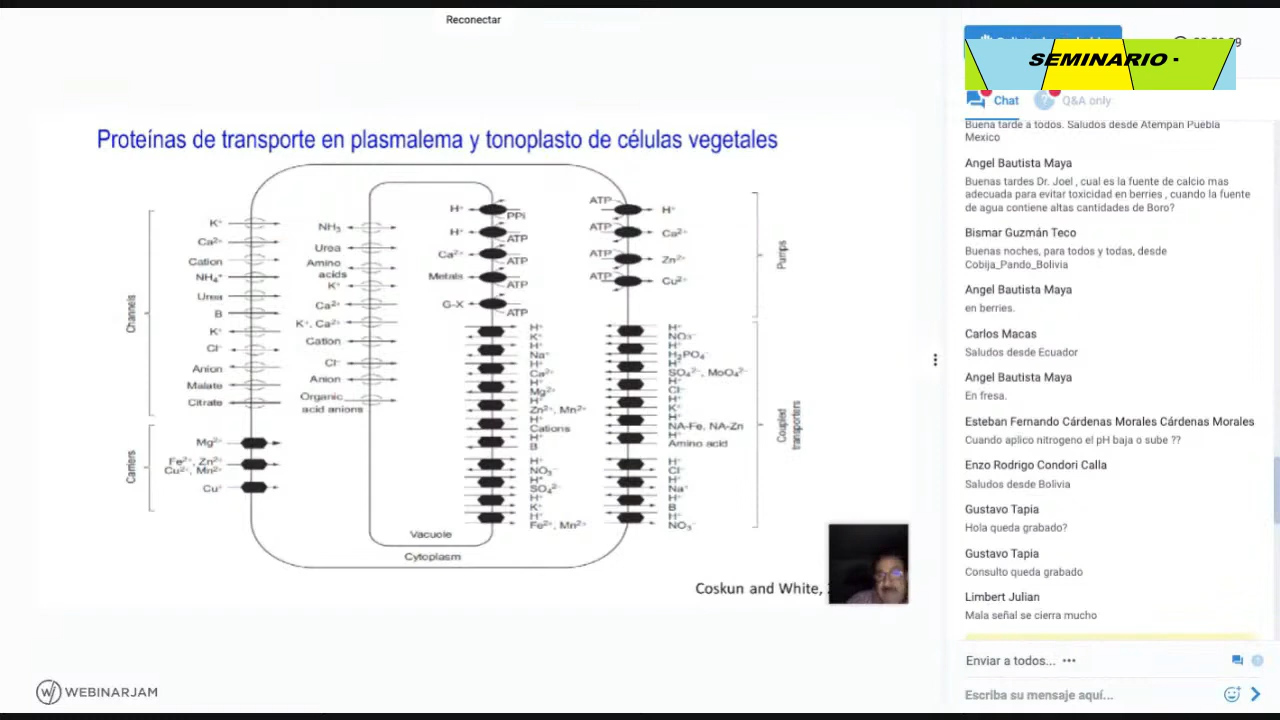 Reconectar
SEMINARIO -
Chat
Q&A only
Proteínas de transporte en plasmalema y tonoplasto de células vegetales
Channels
K⁺
Ca²⁺
Cation
NH₄⁺
Urea
B
K⁺
Cl⁻
Anion
Malate
Citrate
Carriers
Mg²⁺
Fe²⁺, Zn²⁺
Cu²⁺, Mn²⁺
Cu⁺
NH₃
Urea
Amino
acids
K⁺
Ca²⁺
K⁺, Ca²⁺
Cation
Cl⁻
Anion
Organic
acid anions
H⁺
PPi
H⁺
ATP
Ca²⁺
ATP
Metals
ATP
G-X
ATP
H⁺
K⁺
H⁺
Na⁺
H⁺
Ca²⁺
H⁺
Mg²⁺
H⁺
Zn²⁺, Mn²⁺
H⁺
Cations
H⁺
B
H⁺
NO₃⁻
H⁺
SO₄²⁻
H⁺
K⁺
H⁺
Fe²⁺, Mn²⁺
Vacuole
Cytoplasm
ATP
H⁺
ATP
Ca²⁺
ATP
Zn²⁺
ATP
Cu²⁺
Pumps
H⁺
NO₃⁻
H⁺
H₂PO₄⁻
H⁺
SO₄²⁻, MoO₄²⁻
H⁺
Cl⁻
H⁺
K⁺
H⁺
NA-Fe, NA-Zn
H⁺
Amino acid
H⁺
Cl⁻
H⁺
Na⁺
H⁺
B
H⁺
NO₃⁻
Coupled
transporters
Coskun and White,
WEBINARJAM
Buena tarde a todos. Saludos desde Atempan Puebla
Mexico
Angel Bautista Maya
Buenas tardes Dr. Joel , cual es la fuente de calcio mas
adecuada para evitar toxicidad en berries , cuando la fuente
de agua contiene altas cantidades de Boro?
Bismar Guzmán Teco
Buenas noches, para todos y todas, desde
Cobija_Pando_Bolivia
Angel Bautista Maya
en berries.
Carlos Macas
Saludos desde Ecuador
Angel Bautista Maya
En fresa.
Esteban Fernando Cárdenas Morales Cárdenas Morales
Cuando aplico nitrogeno el pH baja o sube ??
Enzo Rodrigo Condori Calla
Saludos desde Bolivia
Gustavo Tapia
Hola queda grabado?
Gustavo Tapia
Consulto queda grabado
Limbert Julian
Mala señal se cierra mucho
Enviar a todos...
Escriba su mensaje aquí...